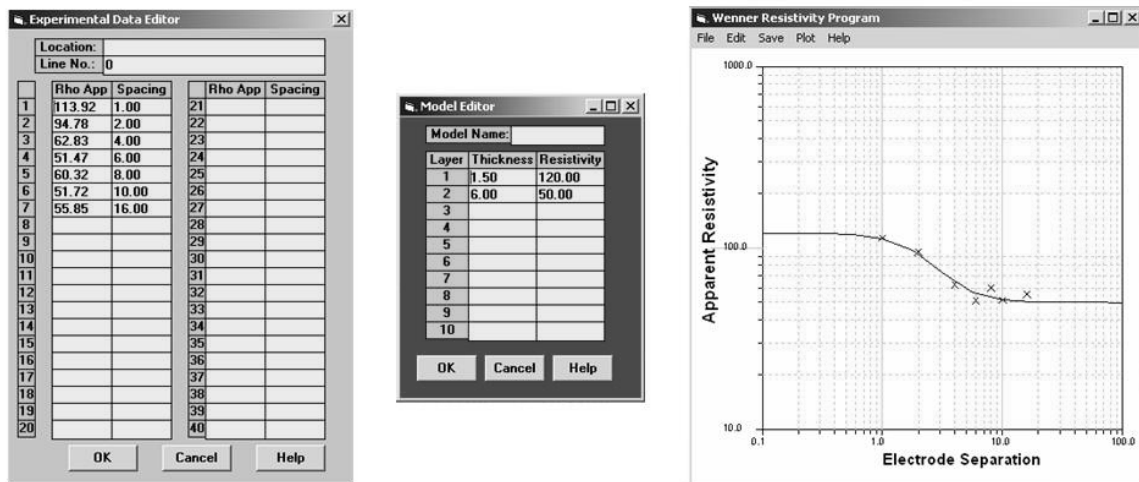 Experimental Data Editor
Location:
Line No.: 0
Rho App Spacing Rho App Spacing
1 113.92 1.00 21
2 94.78 2.00 22
3 62.83 4.00 23
4 51.47 6.00 24
5 60.32 8.00 25
6 51.72 10.00 26
7 55.85 16.00 27
8 28
9 29
10 30
11 31
12 32
13 33
14 34
15 35
16 36
17 37
18 38
19 39
20 40
OK Cancel Help
Model Editor
Model Name:
Layer Thickness Resistivity
1 1.50 120.00
2 6.00 50.00
3
4
5
6
7
8
9
10
OK Cancel Help
Wenner Resistivity Program
File Edit Save Plot Help
1000.0
100.0
10.0
Apparent Resistivity
0.1 1.0 10.0 100.0
Electrode Separation